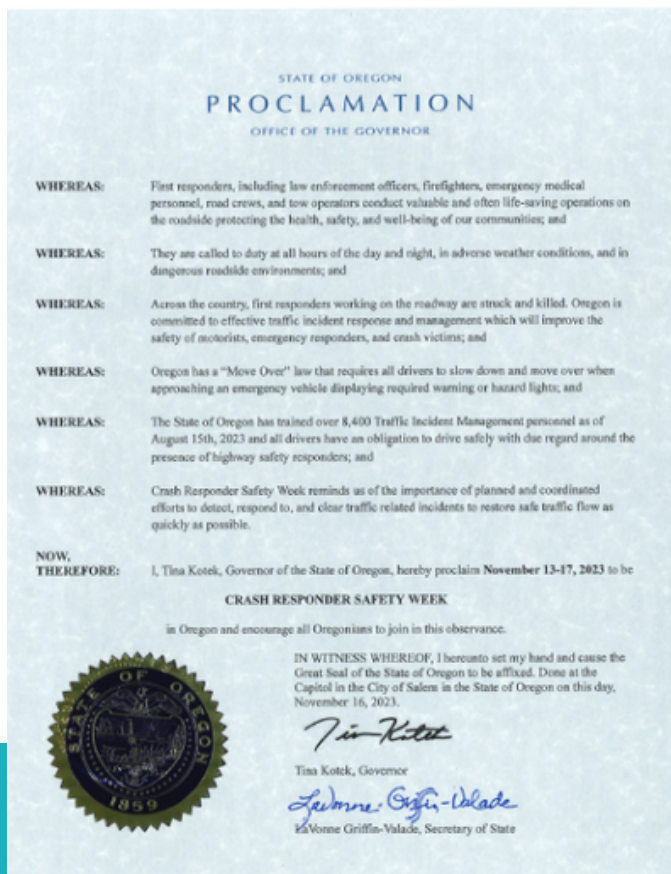 STATE OF OREGON
PROCLAMATION
OFFICE OF THE GOVERNOR
WHEREAS: First responders, including law enforcement officers, firefighters, emergency medical
personnel, road crews, and tow operators conduct valuable and often life-saving operations on
the roadside protecting the health, safety, and well-being of our communities; and
WHEREAS: They are called to duty at all hours of the day and night, in adverse weather conditions, and in
dangerous roadside environments; and
WHEREAS: Across the country, first responders working on the roadway are struck and killed. Oregon is
committed to effective traffic incident response and management which will improve the
safety of motorists, emergency responders, and crash victims; and
WHEREAS: Oregon has a “Move Over” law that requires all drivers to slow down and move over when
approaching an emergency vehicle displaying required warning or hazard lights; and
WHEREAS: The State of Oregon has trained over 8,400 Traffic Incident Management personnel as of
August 15th, 2023 and all drivers have an obligation to drive safely with due regard around the
presence of highway safety responders; and
WHEREAS: Crash Responder Safety Week reminds us of the importance of planned and coordinated
efforts to detect, respond to, and clear traffic related incidents to restore safe traffic flow as
quickly as possible.
NOW,
THEREFORE: I, Tina Kotek, Governor of the State of Oregon, hereby proclaim November 13-17, 2023 to be
CRASH RESPONDER SAFETY WEEK
in Oregon and encourage all Oregonians to join in this observance.
IN WITNESS WHEREOF, I hereunto set my hand and cause the
Great Seal of the State of Oregon to be affixed. Done at the
Capitol in the City of Salem in the State of Oregon on this day,
November 16, 2023.
Tina Kotek
Tina Kotek, Governor
LaVonne Griffin-Valade
LaVonne Griffin-Valade, Secretary of State
STATE OF OREGON
1859